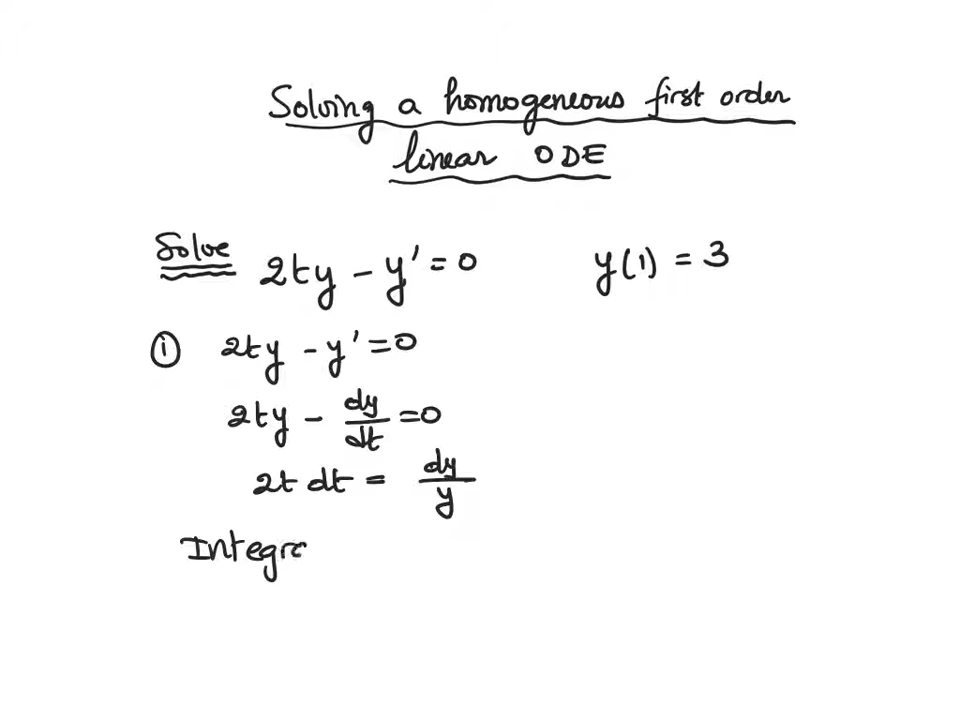 Solving a homogeneous first order
linear ODE
Solve 2ty - y' = 0 y(1) = 3
① 2ty - y' = 0
2ty - dy/dt = 0
2t dt = dy/y
Integra